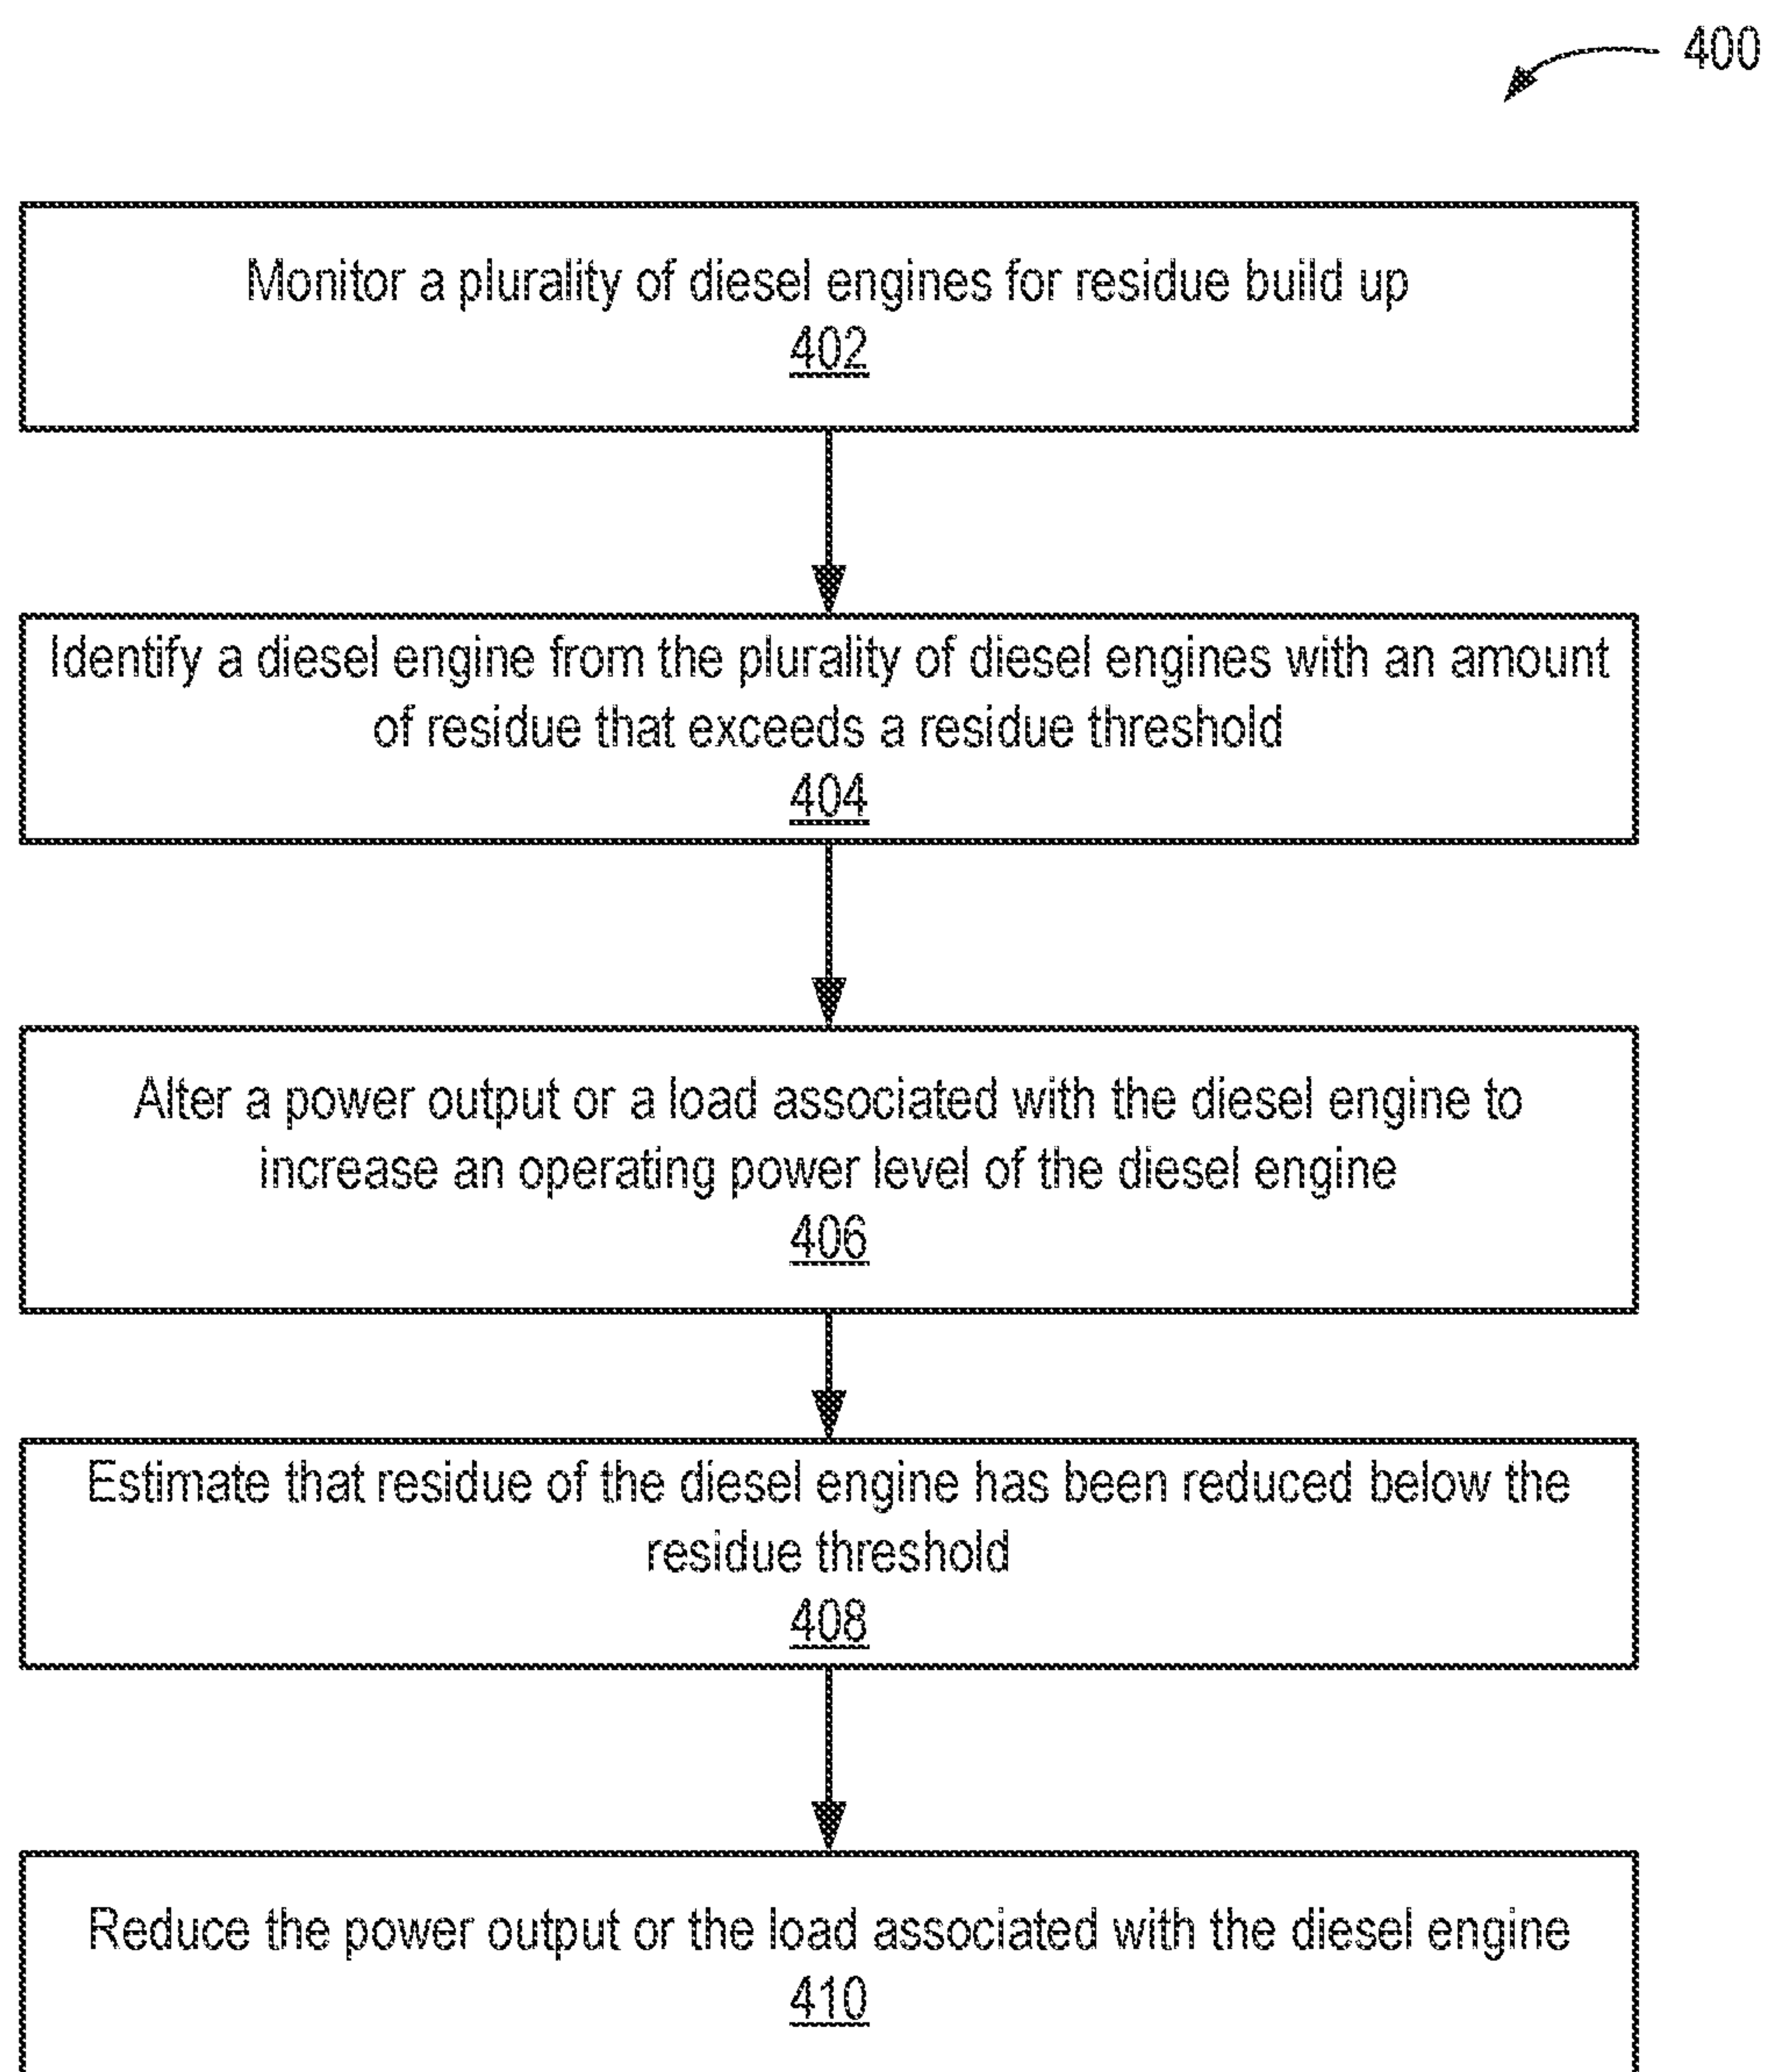 400
Monitor a plurality of diesel engines for residue build up
402
Identify a diesel engine from the plurality of diesel engines with an amount
of residue that exceeds a residue threshold
404
Alter a power output or a load associated with the diesel engine to
increase an operating power level of the diesel engine
406
Estimate that residue of the diesel engine has been reduced below the
residue threshold
408
Reduce the power output or the load associated with the diesel engine
410